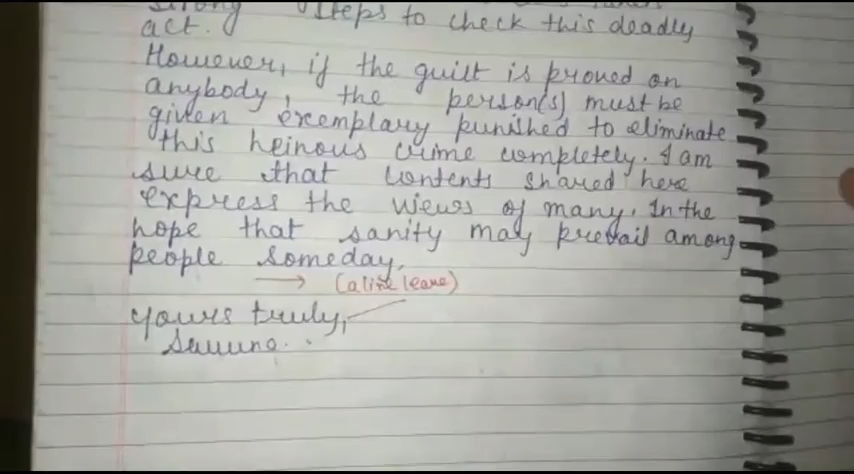 strong steps to check this deadly
act.
However, if the guilt is proved on
anybody, the person(s) must be
given exemplary punished to eliminate
this heinous crime completely. I am
sure that contents shared here
express the views of many. In the
hope that sanity may prevail among
people someday.
→ (a line leave)
yours truly,